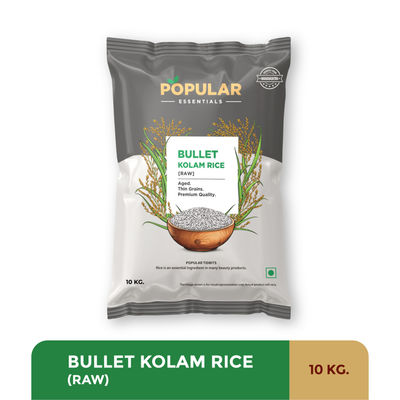 POPULAR
ESSENTIALS
BULLET
KOLAM RICE
(RAW)
Aged.
Thin Grains.
Premium Quality.
POPULAR TIDBITS
Rice is an essential ingredient in many beauty products.
10 KG.
BULLET KOLAM RICE
(RAW)
10 KG.